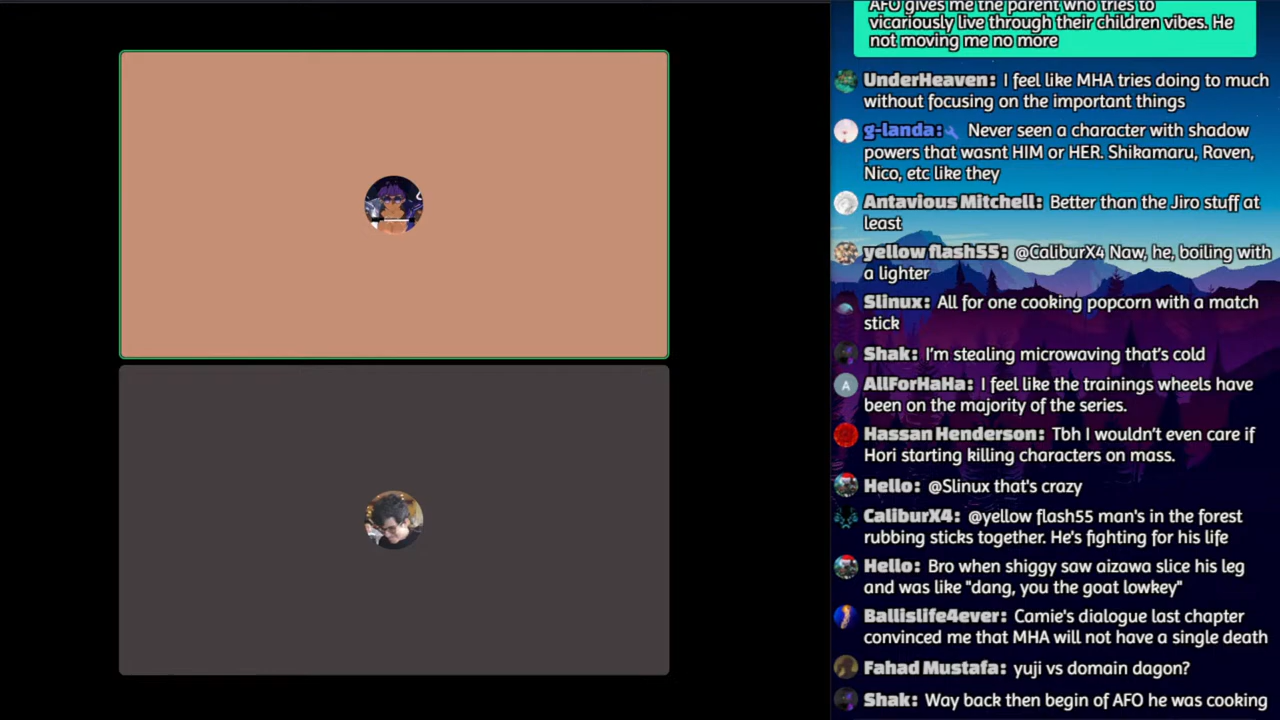 AFO gives me the parent who tries to
vicariously live through their children vibes. He
not moving me no more
UnderHeaven: I feel like MHA tries doing to much
without focusing on the important things
g-landa: Never seen a character with shadow
powers that wasnt HIM or HER. Shikamaru, Raven,
Nico, etc like they
Antavious Mitchell: Better than the Jiro stuff at
least
yellow flash55: @CaliburX4 Naw, he, boiling with
a lighter
Slinux: All for one cooking popcorn with a match
stick
Shak: I'm stealing microwaving that's cold
A
AllForHaHa: I feel like the trainings wheels have
been on the majority of the series.
Hassan Henderson: Tbh I wouldn't even care if
Hori starting killing characters on mass.
Hello: @Slinux that's crazy
CaliburX4: @yellow flash55 man's in the forest
rubbing sticks together. He's fighting for his life
Hello: Bro when shiggy saw aizawa slice his leg
and was like "dang, you the goat lowkey"
Ballislife4ever: Camie's dialogue last chapter
convinced me that MHA will not have a single death
Fahad Mustafa: yuji vs domain dagon?
Shak: Way back then begin of AFO he was cooking